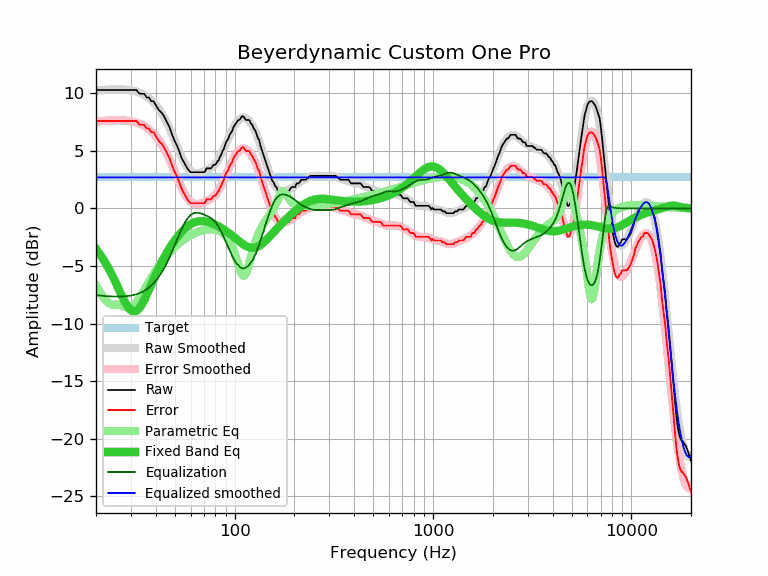 Beyerdynamic Custom One Pro
10
5
0
−5
−10
−15
−20
−25
Amplitude (dBr)
Target
Raw Smoothed
Error Smoothed
Raw
Error
Parametric Eq
Fixed Band Eq
Equalization
Equalized smoothed
100
1000
10000
Frequency (Hz)